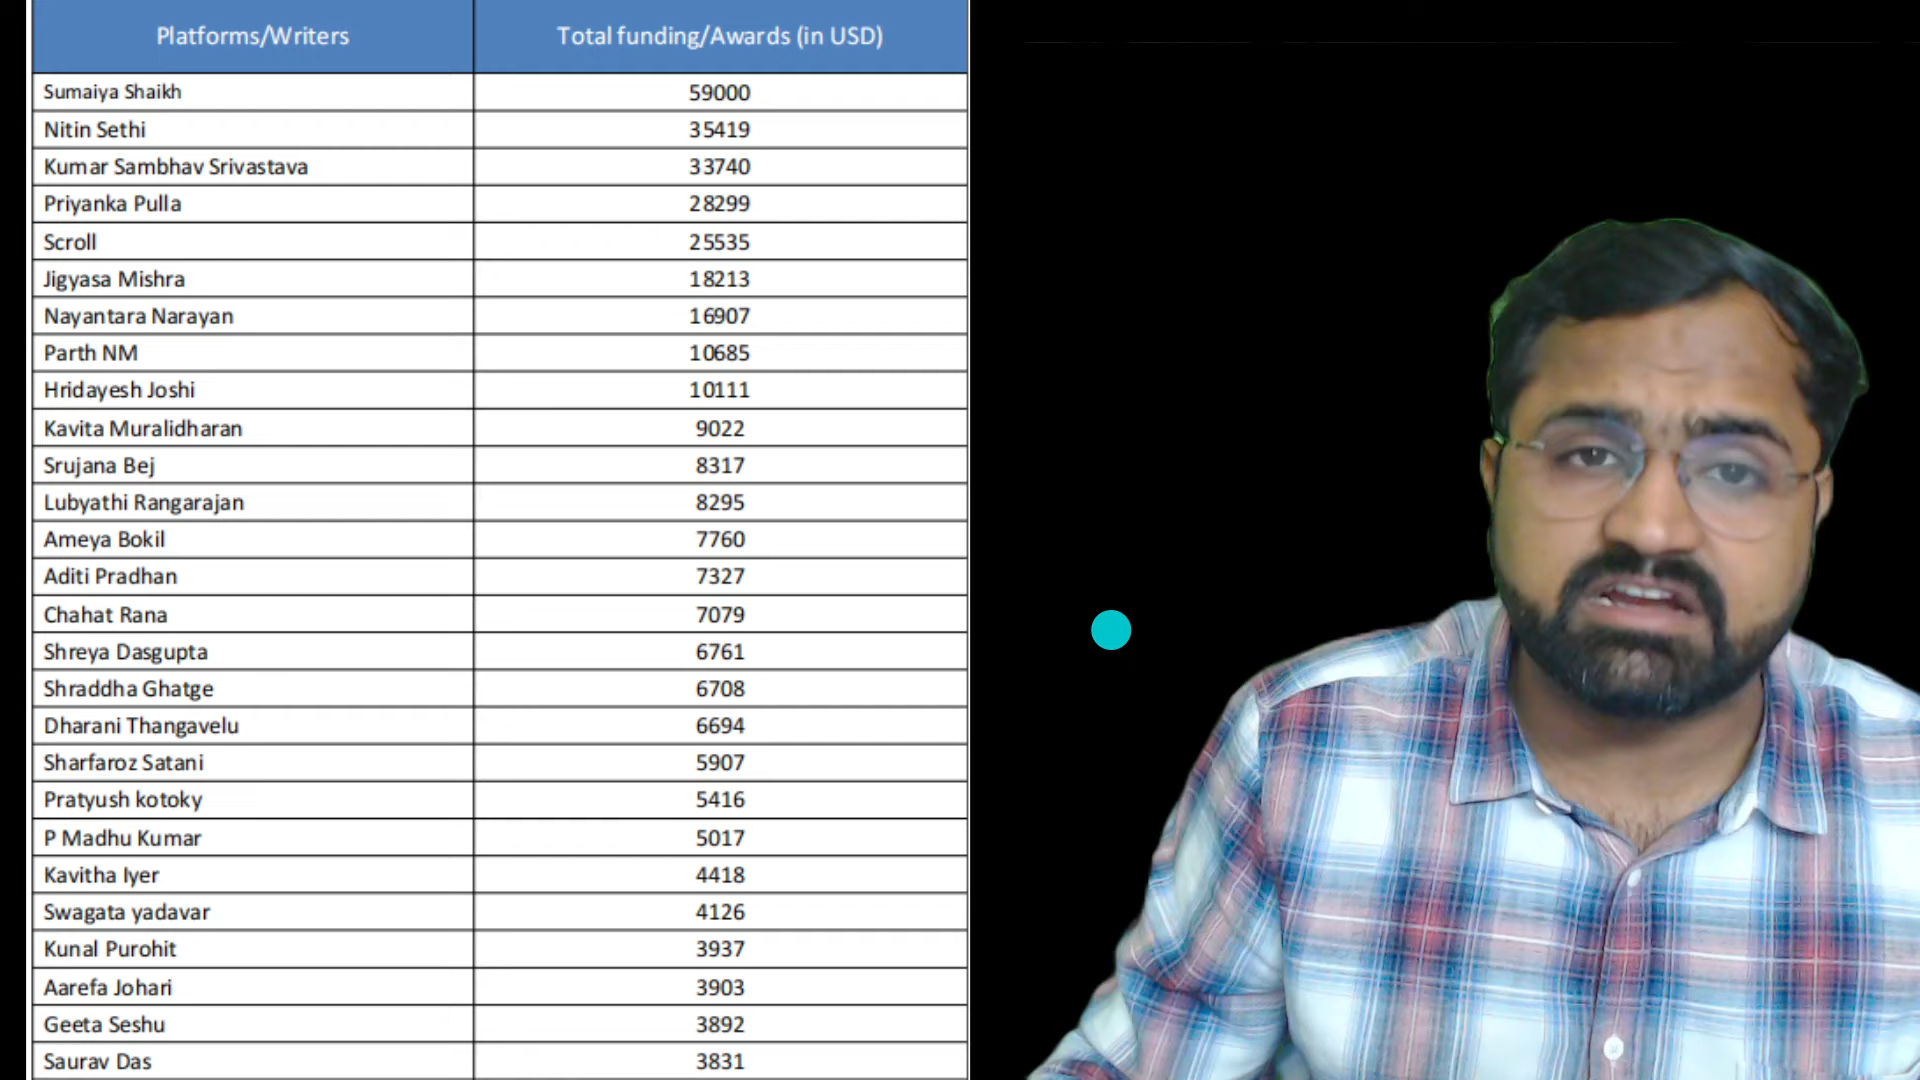 Platforms/Writers Total funding/Awards (in USD)
Sumaiya Shaikh 59000
Nitin Sethi 35419
Kumar Sambhav Srivastava 33740
Priyanka Pulla 28299
Scroll 25535
Jigyasa Mishra 18213
Nayantara Narayan 16907
Parth NM 10685
Hridayesh Joshi 10111
Kavita Muralidharan 9022
Srujana Bej 8317
Lubyathi Rangarajan 8295
Ameya Bokil 7760
Aditi Pradhan 7327
Chahat Rana 7079
Shreya Dasgupta 6761
Shraddha Ghatge 6708
Dharani Thangavelu 6694
Sharfaroz Satani 5907
Pratyush kotoky 5416
P Madhu Kumar 5017
Kavitha Iyer 4418
Swagata yadavar 4126
Kunal Purohit 3937
Aarefa Johari 3903
Geeta Seshu 3892
Saurav Das 3831